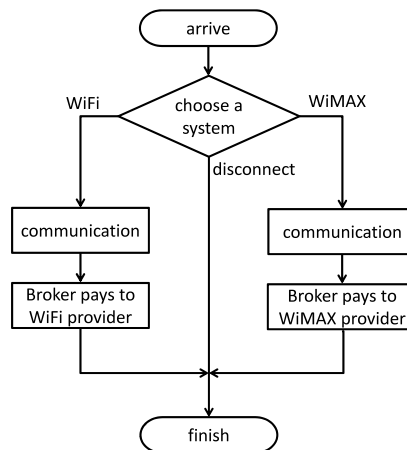 arrive
WiFi
choose a
system
WiMAX
disconnect
communication
communication
Broker pays to
WiFi provider
Broker pays to
WiMAX provider
finish